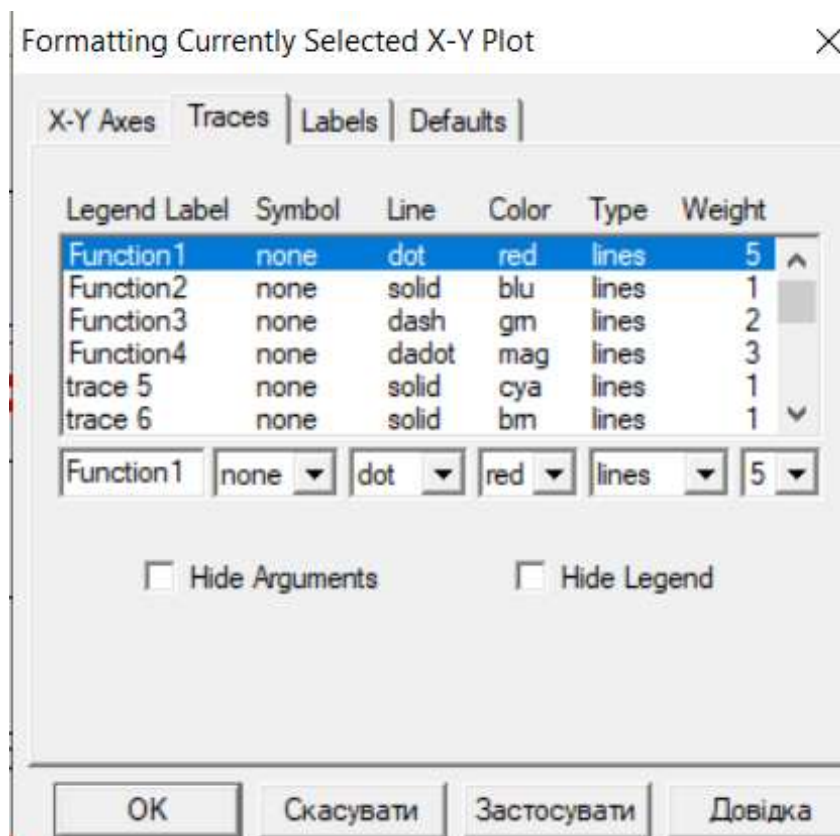 Formatting Currently Selected X-Y Plot
X-Y Axes Traces Labels Defaults
Legend Label Symbol Line Color Type Weight
Function1 none dot red lines 5
Function2 none solid blu lines 1
Function3 none dash grn lines 2
Function4 none dadot mag lines 3
trace 5 none solid cya lines 1
trace 6 none solid brn lines 1
Function1 none dot red lines 5
Hide Arguments Hide Legend
OK Скасувати Застосувати Довідка